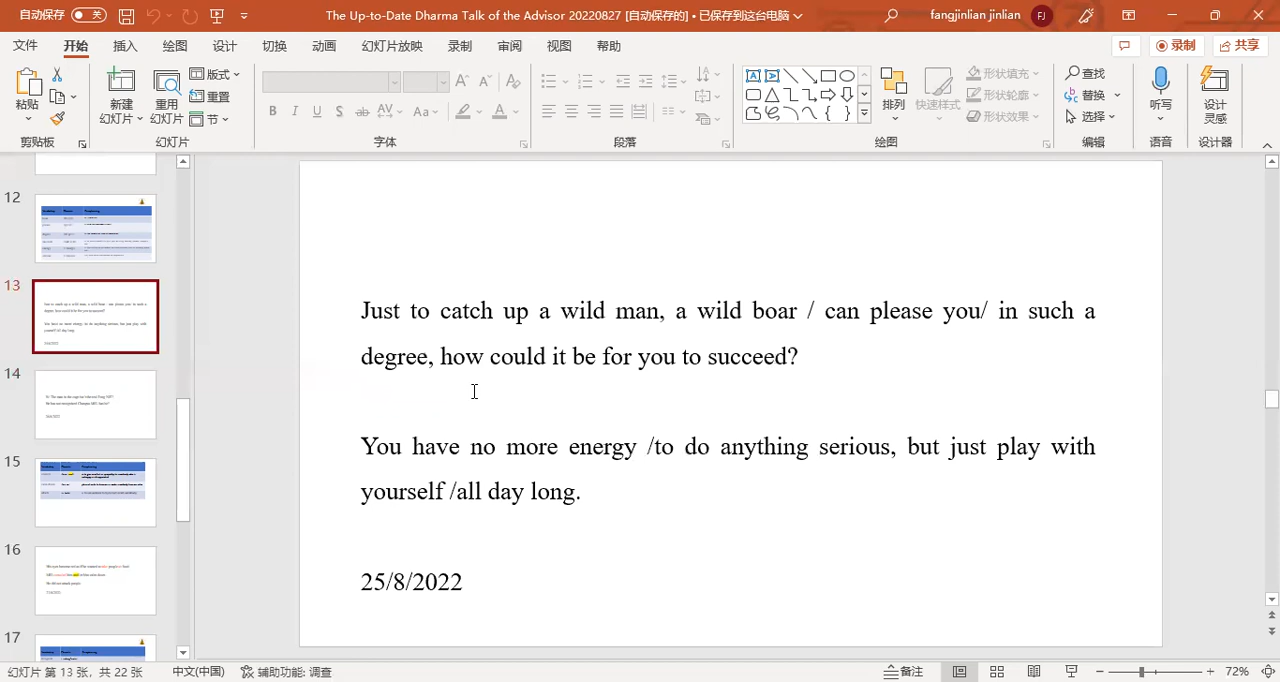 自动保存 关 The Up-to-Date Dharma Talk of the Advisor 20220827 [自动保存的] • 已保存到这台电脑 fangjinlian jinlian FJ
文件 开始 插入 绘图 设计 切换 动画 幻灯片放映 录制 审阅 视图 帮助 录制 共享
粘贴 新建 幻灯片 重用 幻灯片 版式 重置 节
B I U S ab AV Aa A A A A
排列 快速样式 形状填充 形状轮廓 形状效果
查找 替换 选择 听写 设计 灵感
剪贴板 幻灯片 字体 段落 绘图 编辑 语音 设计器
12
13
14
15
16
17
Just to catch up a wild man, a wild boar / can please you/ in such a
degree, how could it be for you to succeed?
You have no more energy /to do anything serious, but just play with
yourself /all day long.
25/8/2022
幻灯片 第 13 张，共 22 张 中文(中国) 辅助功能: 调查 备注 72%